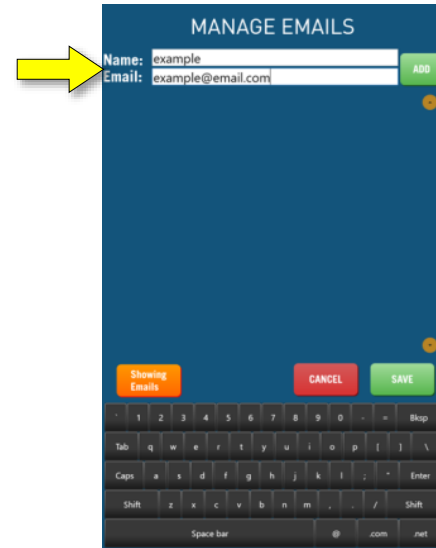 MANAGE EMAILS
Name: example
ADD
Email: example@email.com
Showing
Emails
CANCEL
SAVE
` 1 2 3 4 5 6 7 8 9 0 - = Bksp
Tab q w e r t y u i o p [ ] \
Caps a s d f g h j k l ; ' Enter
Shift z x c v b n m , . / Shift
Space bar @ .com .net